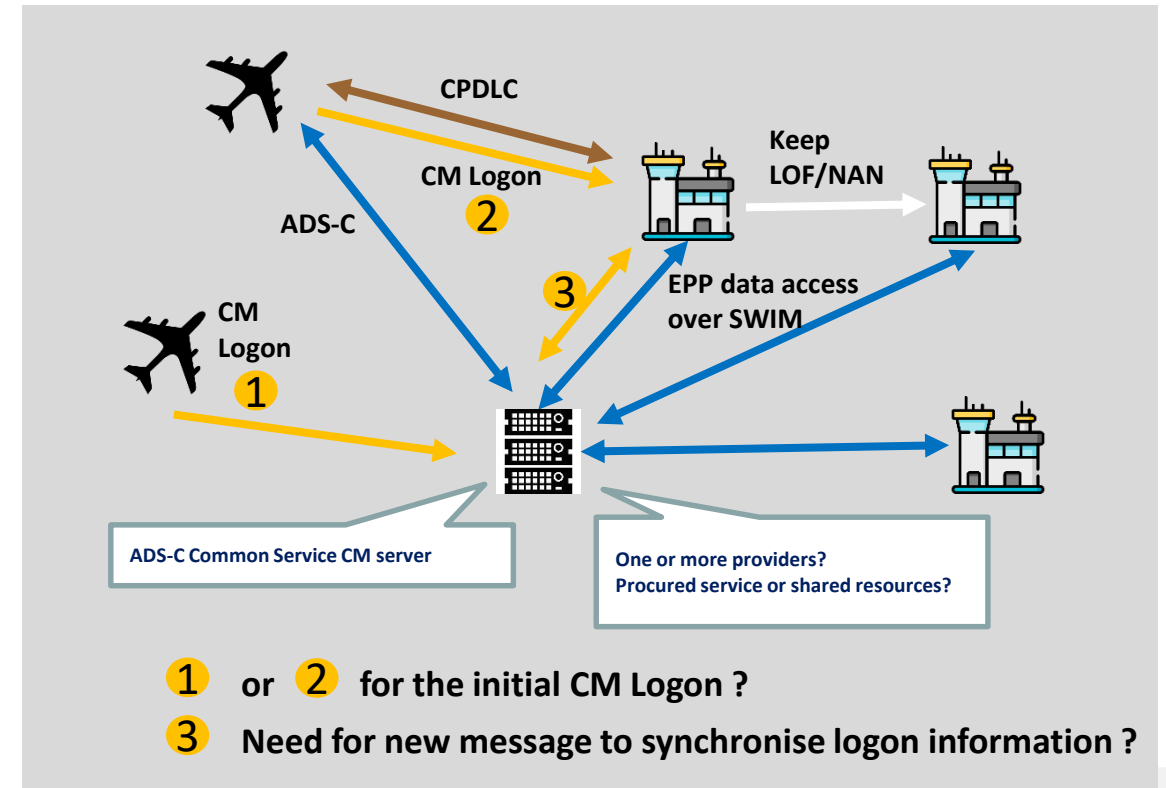 CPDLC
Keep
LOF/NAN
CM Logon
2
ADS-C
3
EPP data access
over SWIM
CM
Logon
1
ADS-C Common Service CM server
One or more providers?
Procured service or shared resources?
1 or 2 for the initial CM Logon ?
3 Need for new message to synchronise logon information ?